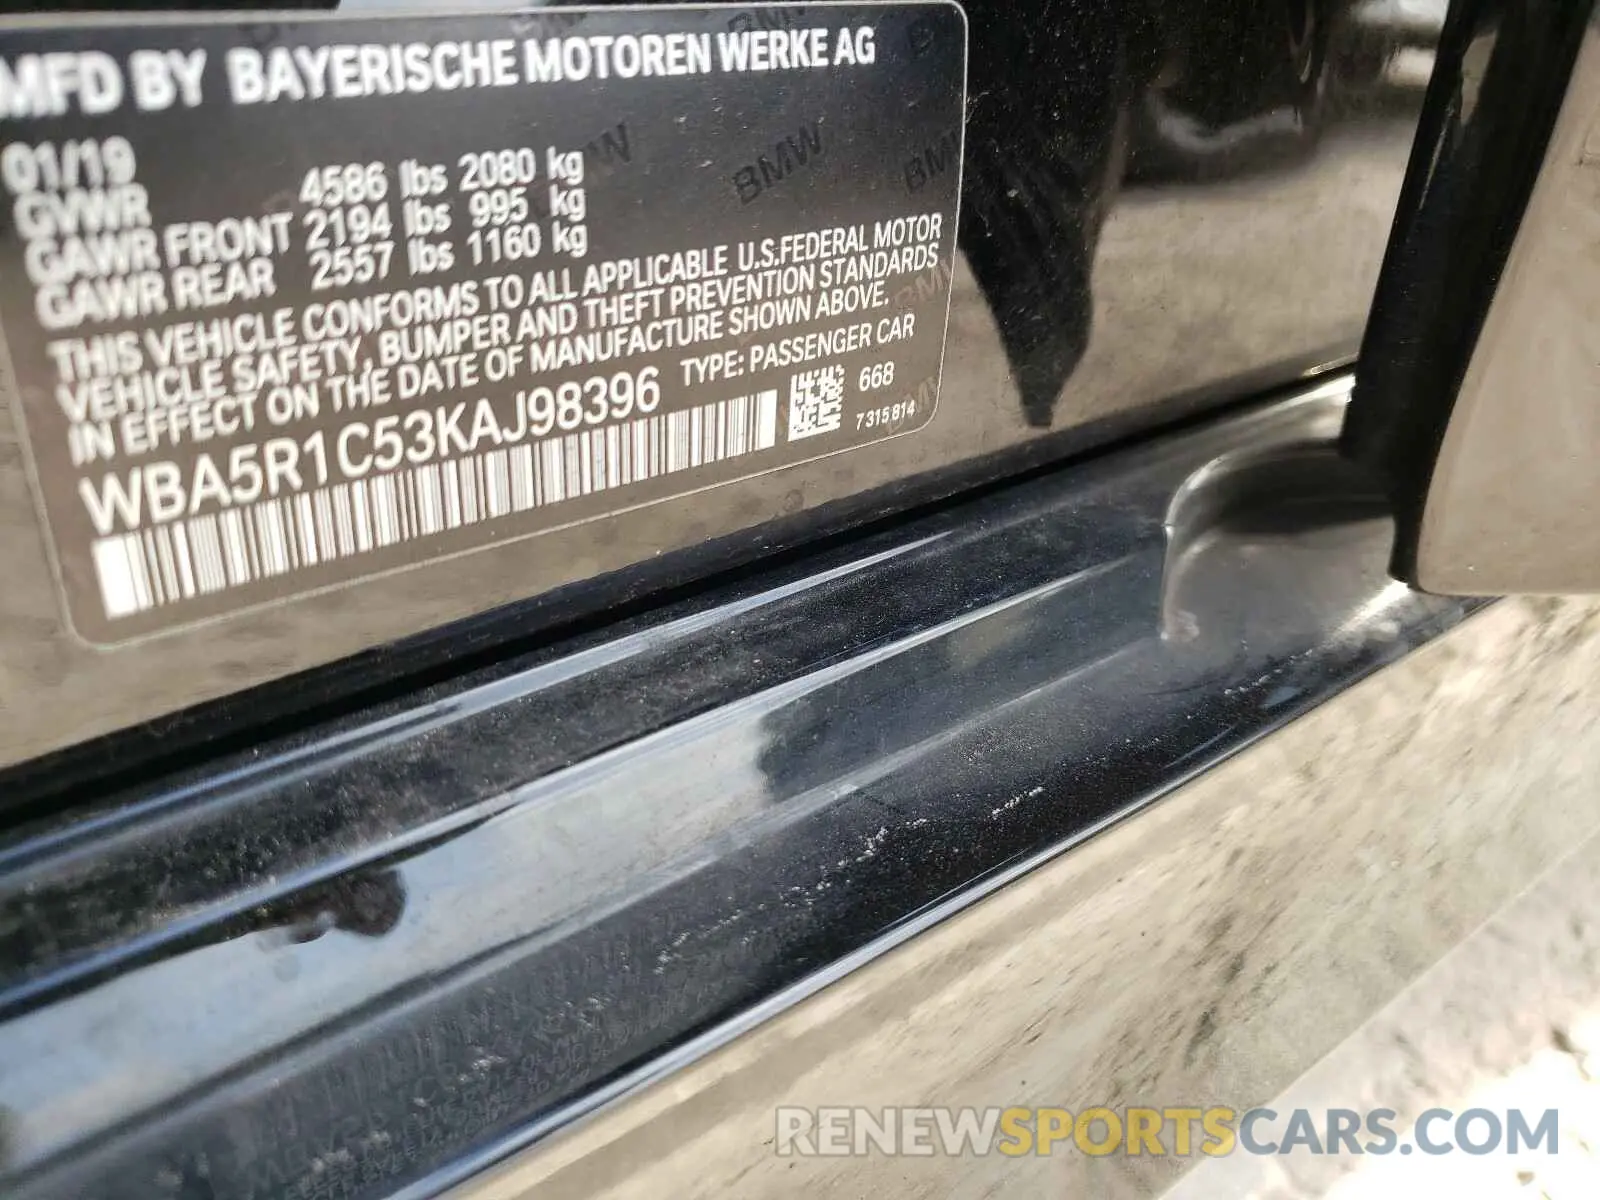 MFD BY BAYERISCHE MOTOREN WERKE AG
01/19
GVWR 4586 lbs 2080 kg
GAWR FRONT 2194 lbs 995 kg
GAWR REAR 2557 lbs 1160 kg
THIS VEHICLE CONFORMS TO ALL APPLICABLE U.S.FEDERAL MOTOR
VEHICLE SAFETY, BUMPER AND THEFT PREVENTION STANDARDS
IN EFFECT ON THE DATE OF MANUFACTURE SHOWN ABOVE.
WBA5R1C53KAJ98396 TYPE: PASSENGER CAR
668
7315814
BMW
BMW
BMW
RENEWSPORTSCARS.COM